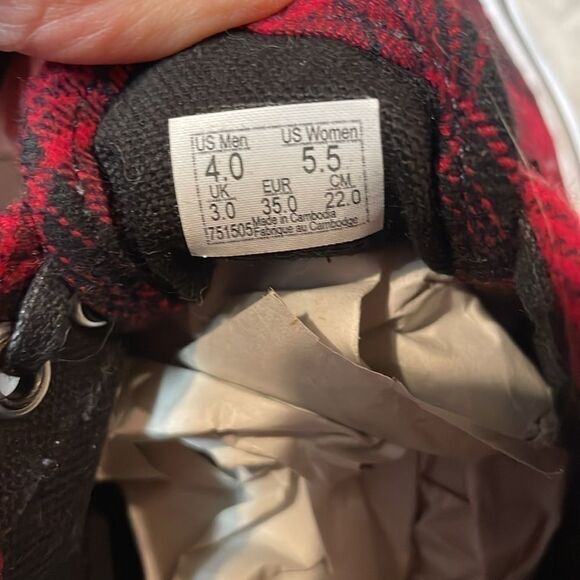 US Men US Women
4.0 5.5
UK EUR CM
3.0 35.0 22.0
751505 Made in Cambodia
Fabrique au Cambodge